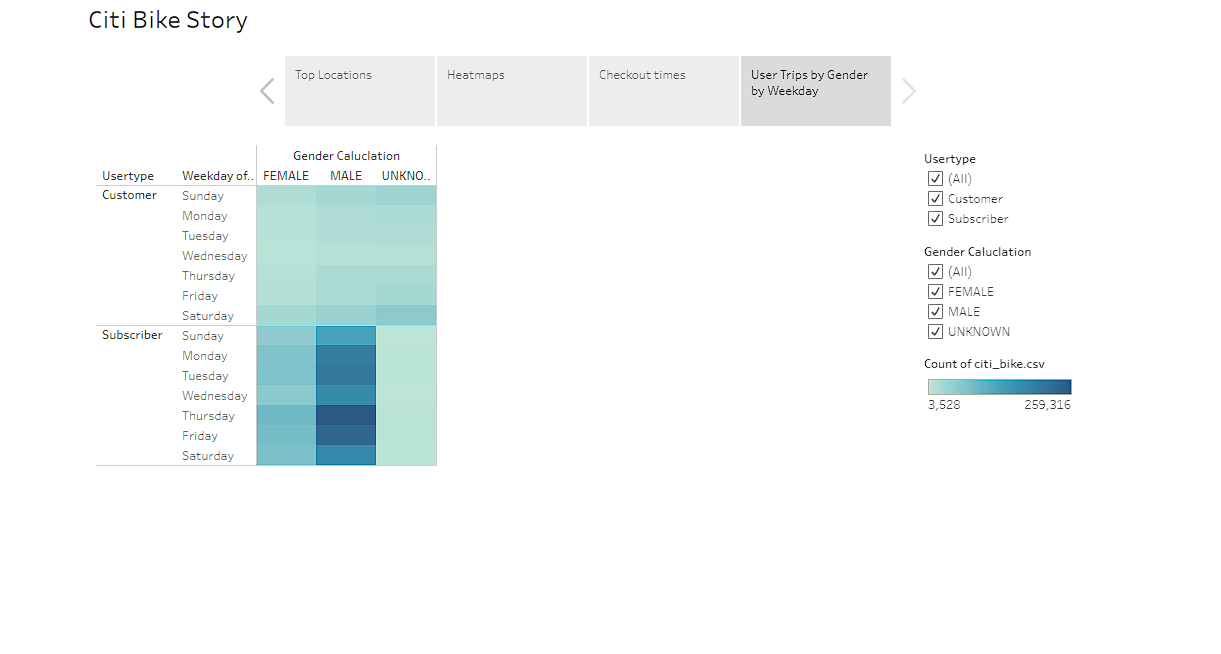 Citi Bike Story
Top Locations
Heatmaps
Checkout times
User Trips by Gender
by Weekday
Gender Caluclation
Usertype Weekday of.. FEMALE MALE UNKNO..
Customer Sunday
Monday
Tuesday
Wednesday
Thursday
Friday
Saturday
Subscriber Sunday
Monday
Tuesday
Wednesday
Thursday
Friday
Saturday
Usertype
(All)
Customer
Subscriber
Gender Caluclation
(All)
FEMALE
MALE
UNKNOWN
Count of citi_bike.csv
3,528 259,316